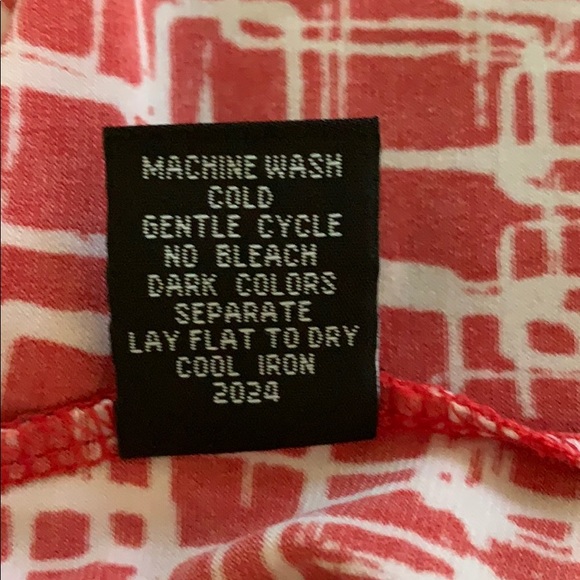 MACHINE WASH
COLD
GENTLE CYCLE
NO BLEACH
DARK COLORS
SEPARATE
LAY FLAT TO DRY
COOL IRON
2024